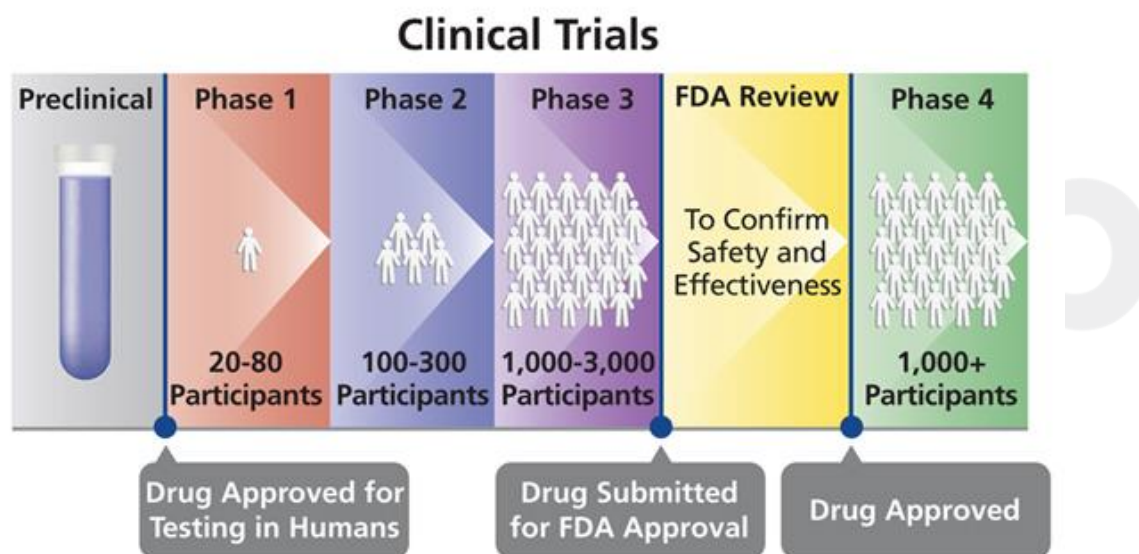 Clinical Trials
Preclinical
Phase 1
Phase 2
Phase 3
FDA Review
Phase 4
To Confirm
Safety and
Effectiveness
20-80
Participants
100-300
Participants
1,000-3,000
Participants
1,000+
Participants
Drug Approved for
Testing in Humans
Drug Submitted
for FDA Approval
Drug Approved